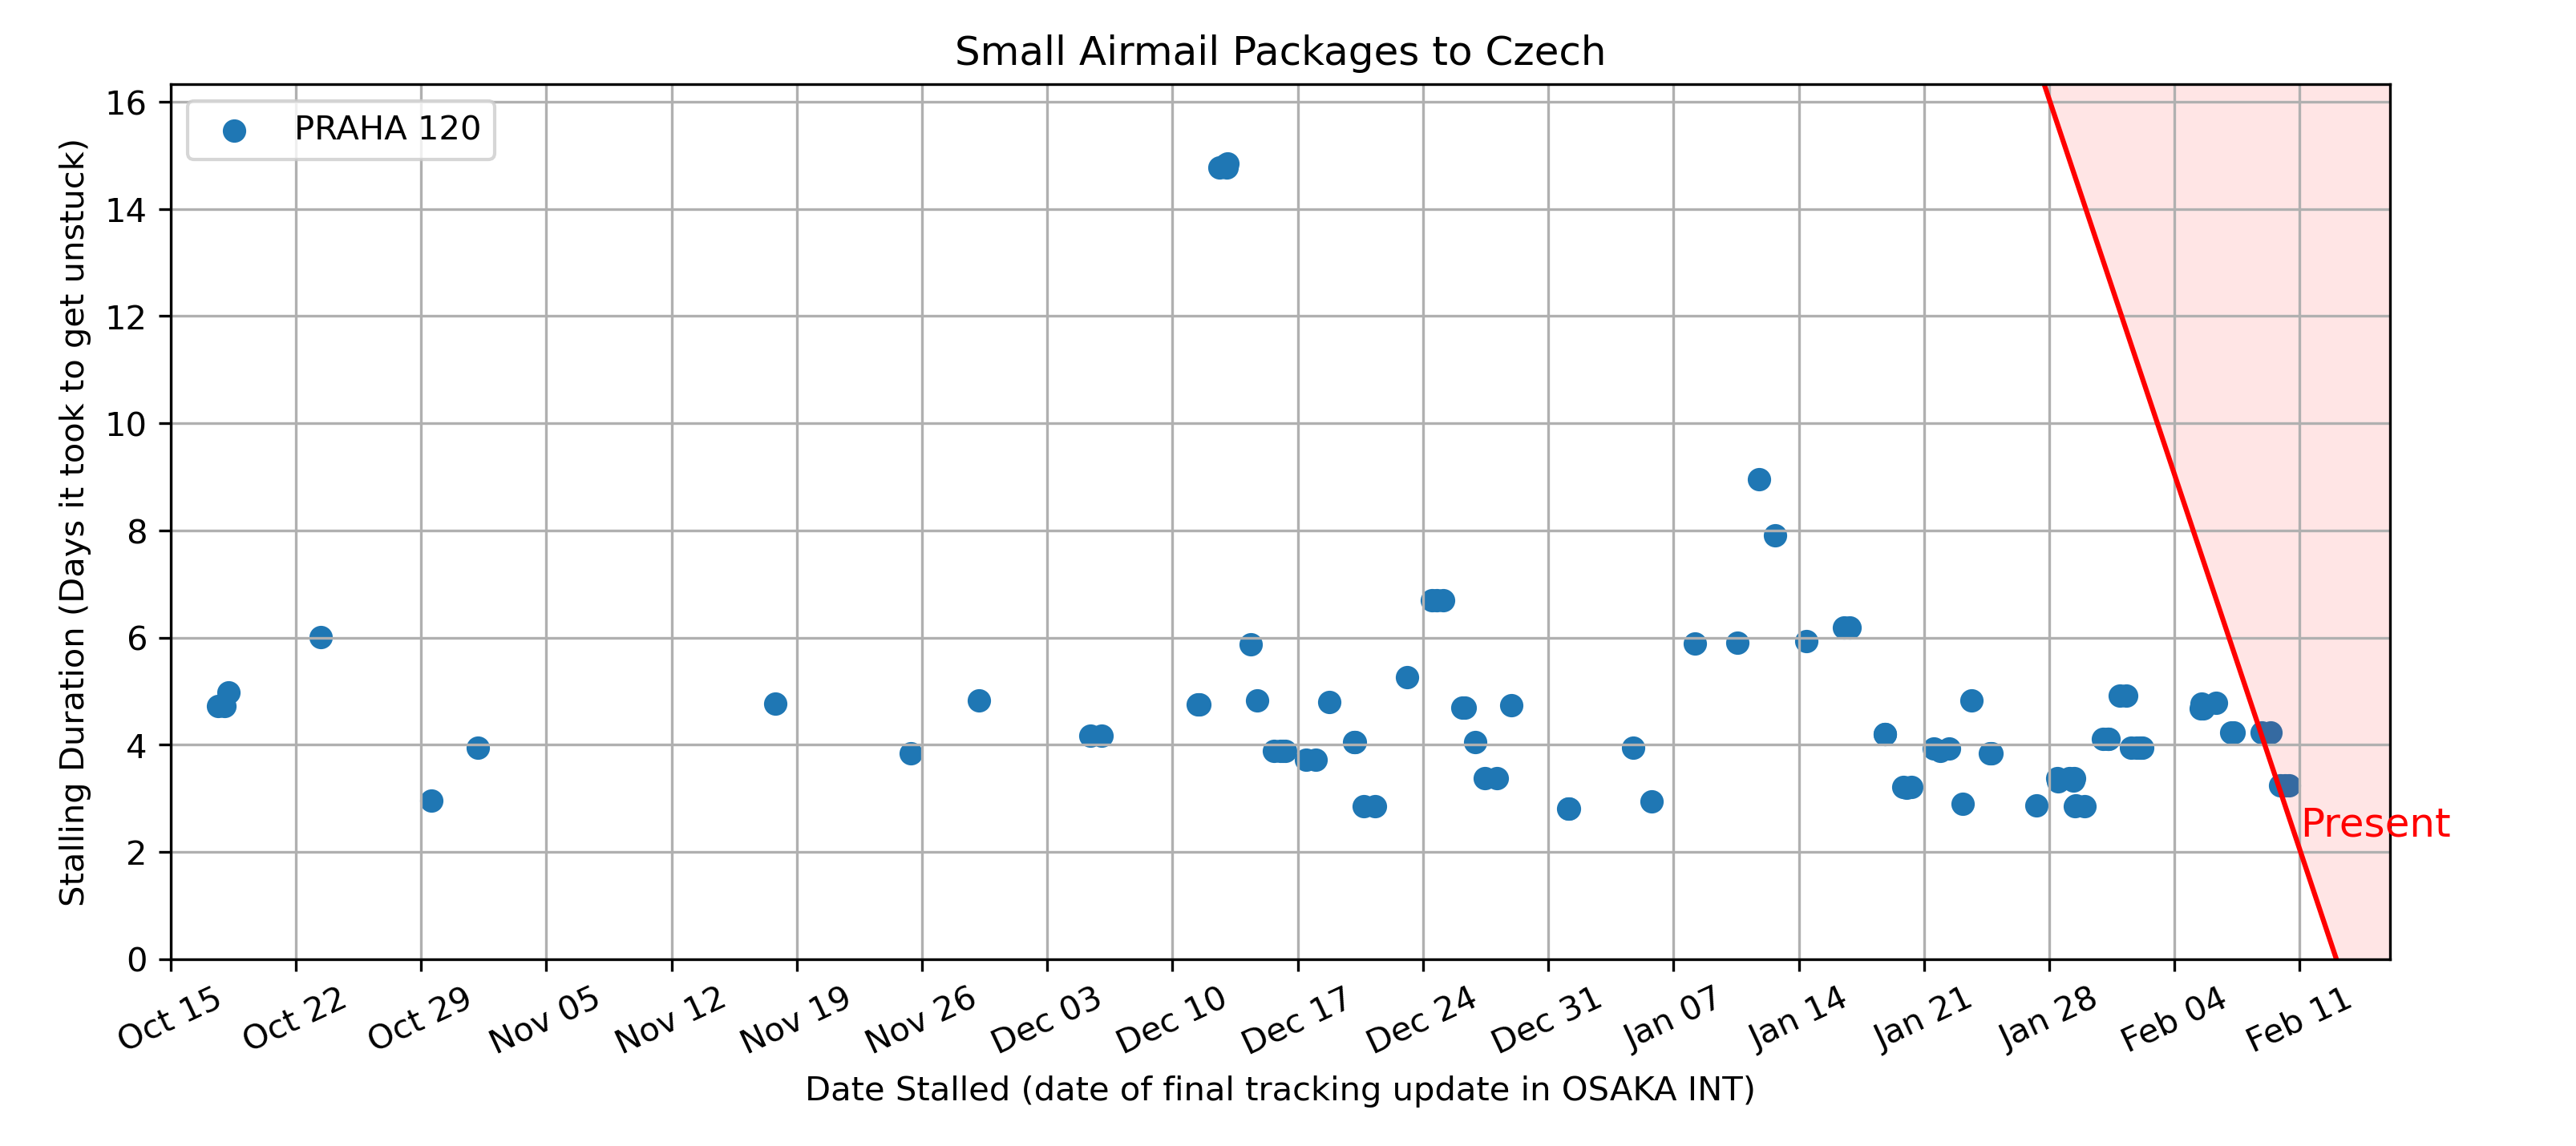 Small Airmail Packages to Czech
PRAHA 120
Stalling Duration (Days it took to get unstuck)
16
14
12
10
8
6
4
2
0
Present
Oct 15 Oct 22 Oct 29 Nov 05 Nov 12 Nov 19 Nov 26 Dec 03 Dec 10 Dec 17 Dec 24 Dec 31 Jan 07 Jan 14 Jan 21 Jan 28 Feb 04 Feb 11
Date Stalled (date of final tracking update in OSAKA INT)